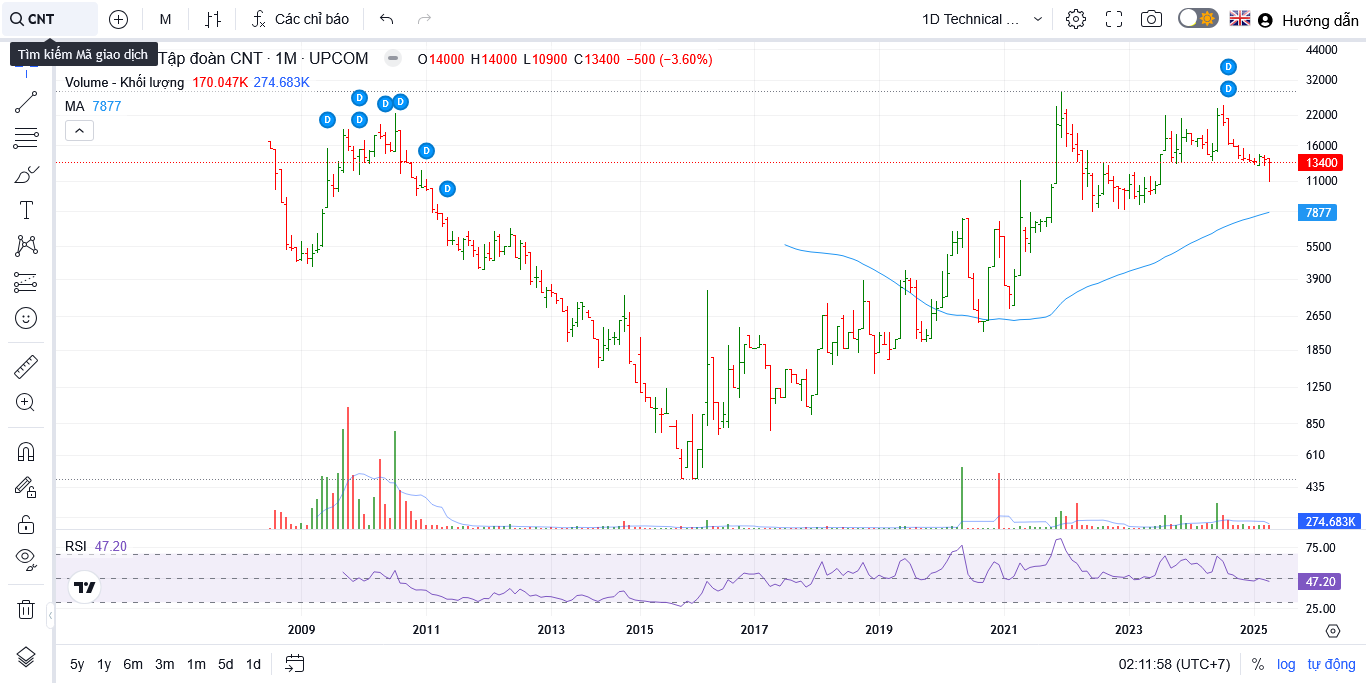 CNT
M
Các chỉ báo
1D Technical ...
Hướng dẫn
Tìm kiếm Mã giao dịch
Tập đoàn CNT · 1M · UPCOM
O14000 H14000 L10900 C13400 −500 (−3.60%)
Volume - Khối lượng 170.047K 274.683K
MA 7877
D
D
D
D
D
D
D
D
D
44000
32000
22000
16000
13400
11000
7877
5500
3900
2650
1850
1250
850
610
435
274.683K
RSI 47.20
75.00
47.20
25.00
2009 2011 2013 2015 2017 2019 2021 2023 2025
5y 1y 6m 3m 1m 5d 1d
02:11:58 (UTC+7)
% log tự động